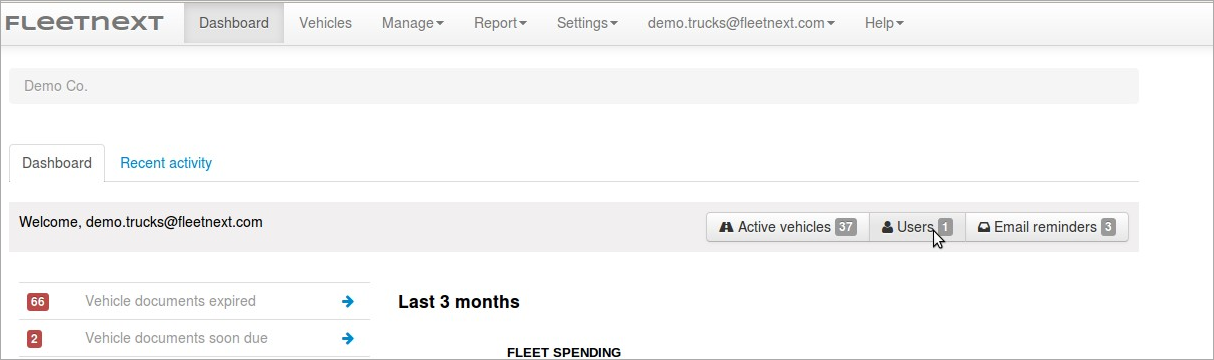 FLEETNEXT Dashboard Vehicles Manage Report Settings demo.trucks@fleetnext.com Help
Demo Co.
Dashboard Recent activity
Welcome, demo.trucks@fleetnext.com Active vehicles 37 Users 1 Email reminders 3
66 Vehicle documents expired
Last 3 months
2 Vehicle documents soon due
FLEET SPENDING